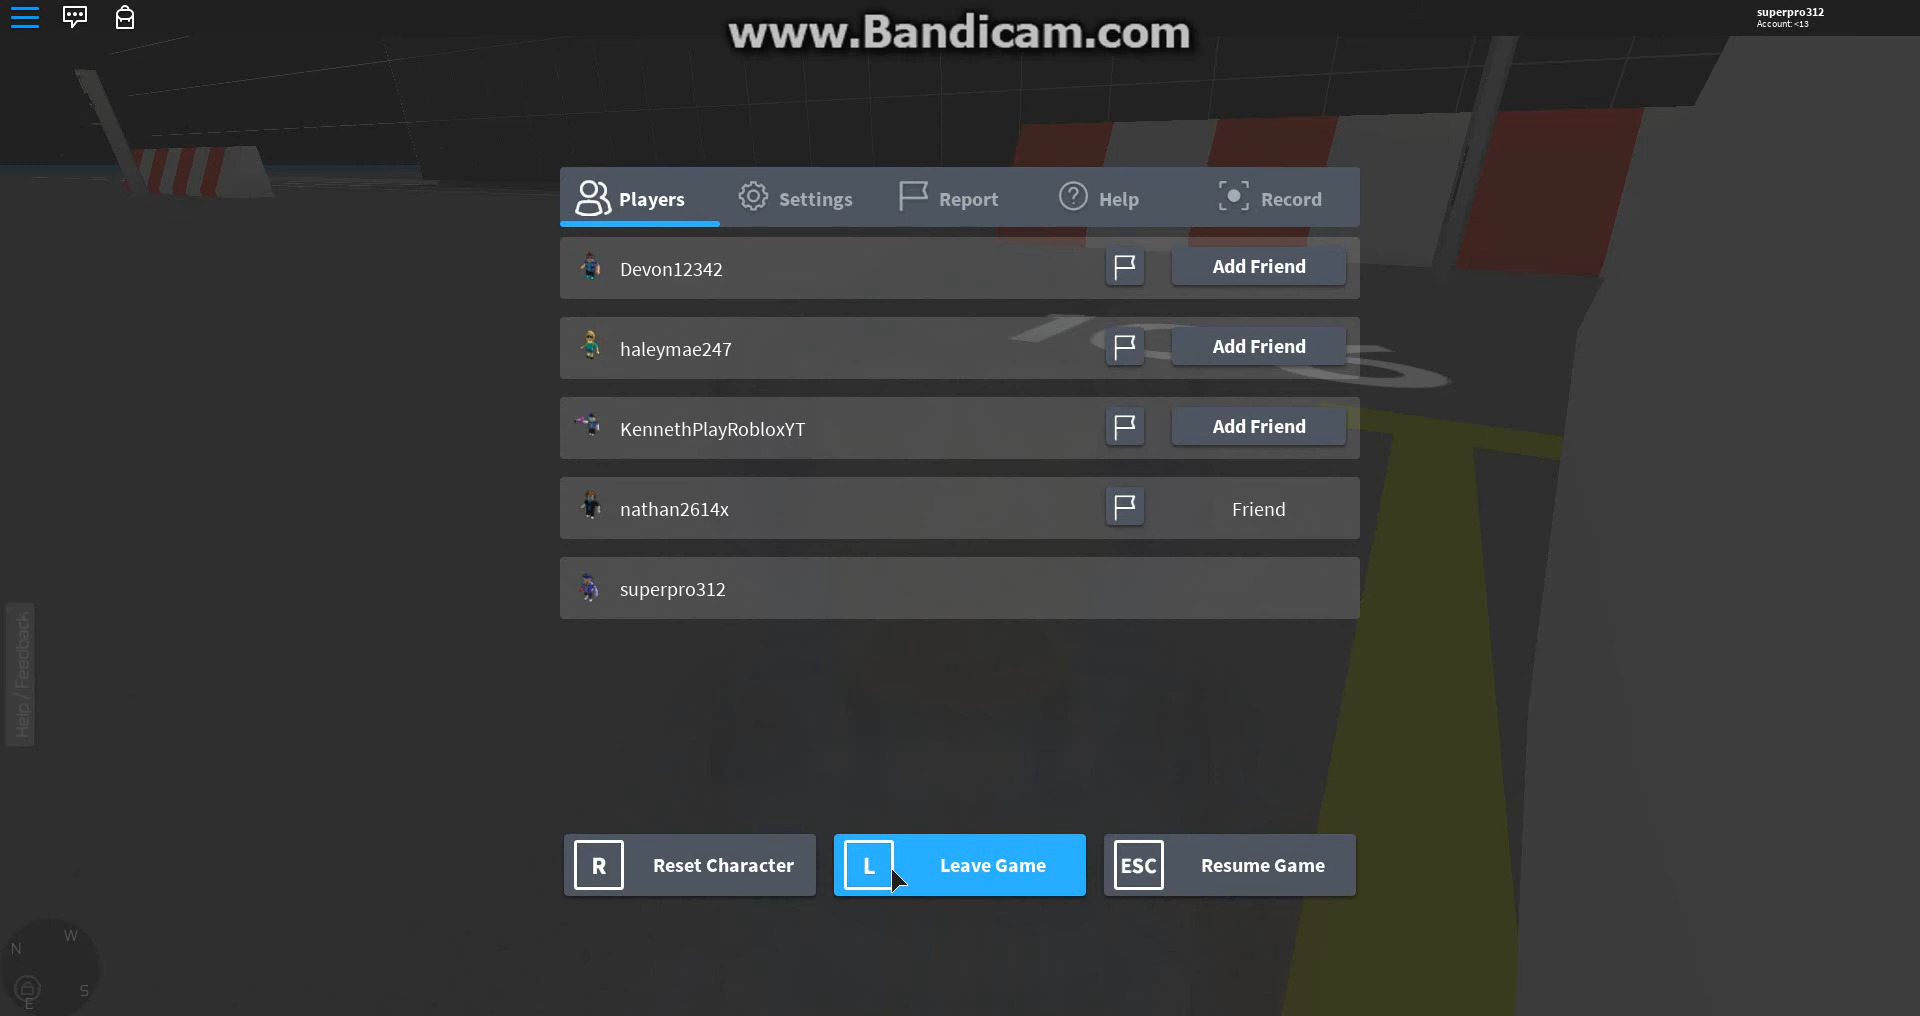 www.Bandicam.com
superpro312
Account: <13
Players Settings Report Help Record
Devon12342 Add Friend
haleymae247 Add Friend
KennethPlayRobloxYT Add Friend
nathan2614x Friend
superpro312
Help / Feedback
R Reset Character L Leave Game ESC Resume Game
W
N
S
E